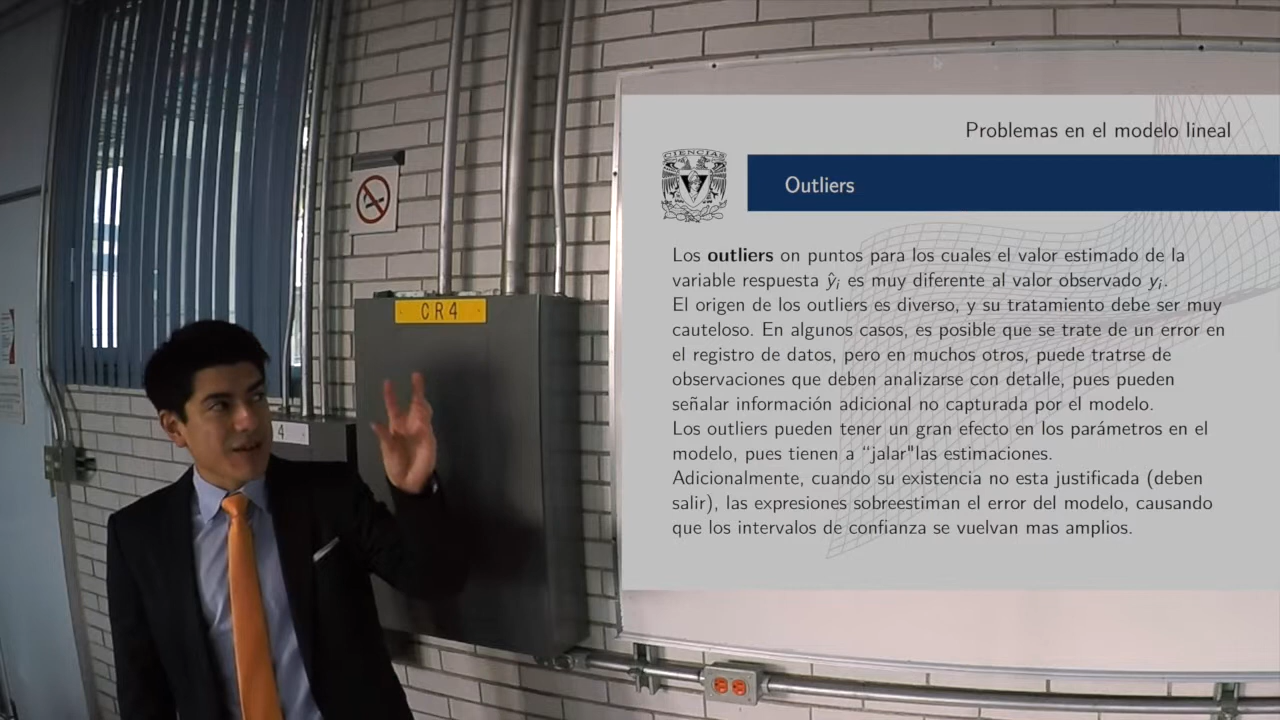 Problemas en el modelo lineal
CIENCIAS
Outliers
Los outliers on puntos para los cuales el valor estimado de la
variable respuesta ŷᵢ es muy diferente al valor observado yᵢ.
El origen de los outliers es diverso, y su tratamiento debe ser muy
cauteloso. En algunos casos, es posible que se trate de un error en
el registro de datos, pero en muchos otros, puede tratrse de
observaciones que deben analizarse con detalle, pues pueden
señalar información adicional no capturada por el modelo.
Los outliers pueden tener un gran efecto en los parámetros en el
modelo, pues tienen a “jalar"las estimaciones.
Adicionalmente, cuando su existencia no esta justificada (deben
salir), las expresiones sobreestiman el error del modelo, causando
que los intervalos de confianza se vuelvan mas amplios.
CR4
4